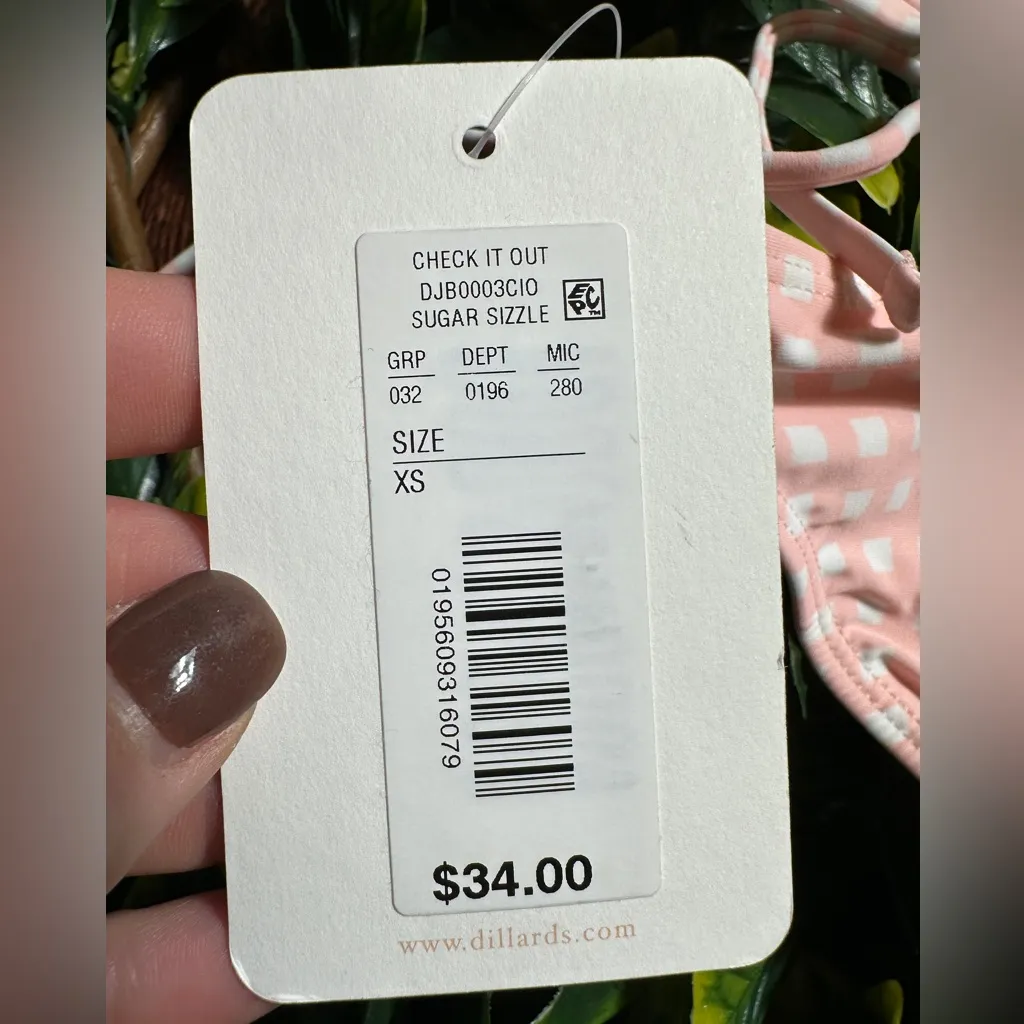 CHECK IT OUT
DJB0003CIO
EPC™
SUGAR SIZZLE
GRP DEPT MIC
032 0196 280
SIZE
XS
0195609316079
$34.00
www.dillards.com